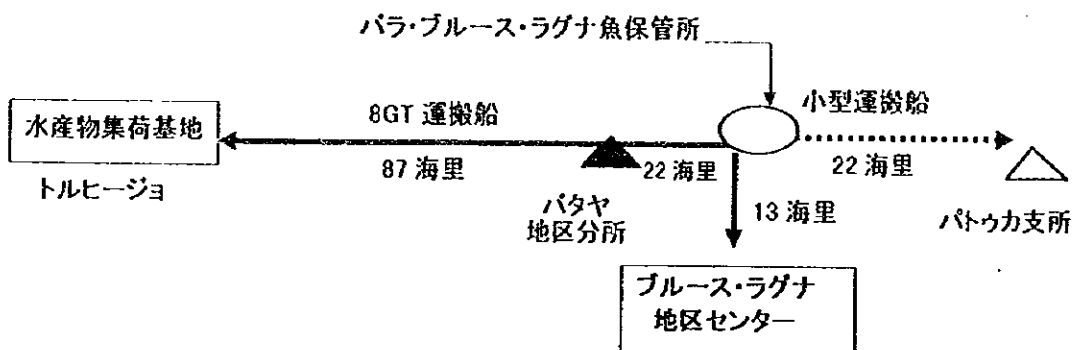 バラ・ブルース・ラグナ魚保管所
小型運搬船
水産物集荷基地
8GT 運搬船
87 海里
22 海里
22 海里
トルヒージョ
バタヤ
地区分所
13 海里
パトゥカ支所
ブルース・ラグナ
地区センター